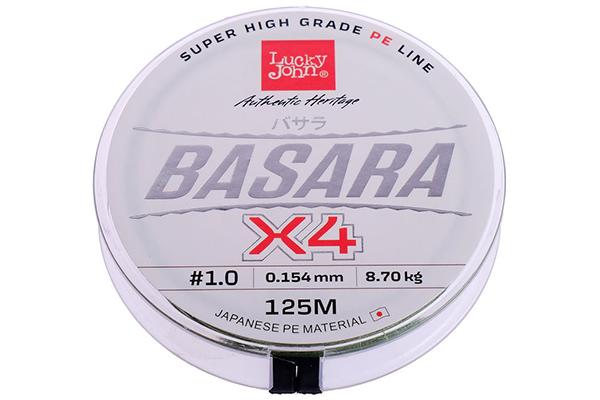 SUPER HIGH GRADE PE LINE
Lucky
John®
Authentic Heritage
バサラ
BASARA
X4
#1.0 | 0.154 mm | 8.70 kg
125M
JAPANESE PE MATERIAL